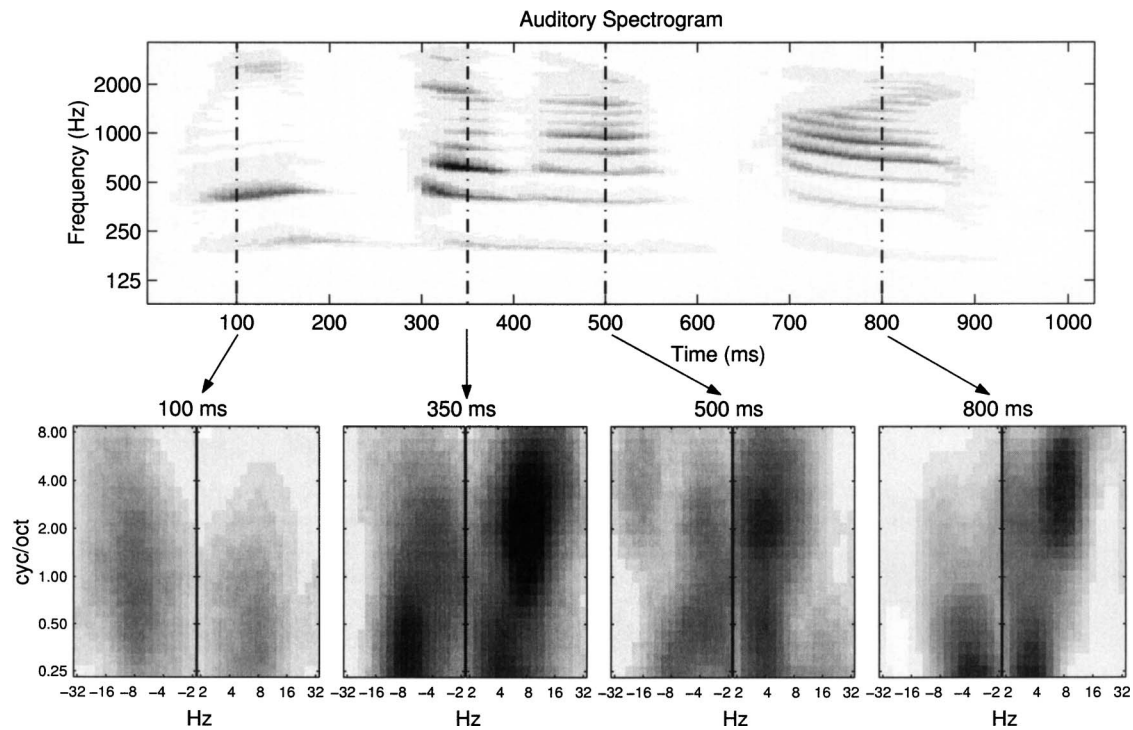 Auditory Spectrogram
Frequency (Hz)
2000
1000
500
250
125
100 200 300 400 500 600 700 800 900 1000
Time (ms)
100 ms 350 ms 500 ms 800 ms
cyc/oct
8.00
4.00
2.00
1.00
0.50
0.25
-32 -16 -8 -4 -2 2 4 8 16 32 -32 -16 -8 -4 -2 2 4 8 16 32 -32 -16 -8 -4 -2 2 4 8 16 32 -32 -16 -8 -4 -2 2 4 8 16 32
Hz Hz Hz Hz